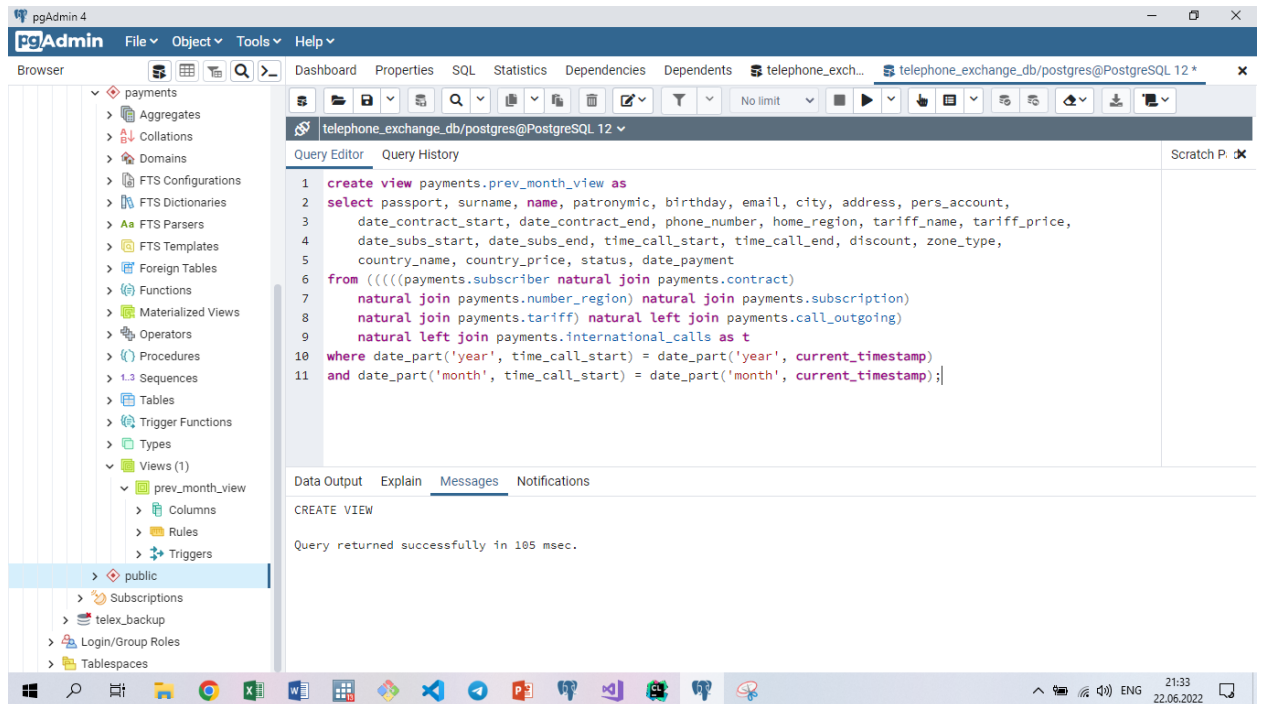 pgAdmin 4
pgAdmin File Object Tools Help
Browser
Dashboard Properties SQL Statistics Dependencies Dependents telephone_exch... telephone_exchange_db/postgres@PostgreSQL 12 *
payments
Aggregates
Collations
Domains
FTS Configurations
FTS Dictionaries
Aa FTS Parsers
FTS Templates
Foreign Tables
Functions
Materialized Views
Operators
Procedures
1..3 Sequences
Tables
Trigger Functions
Types
Views (1)
prev_month_view
Columns
Rules
Triggers
public
Subscriptions
telex_backup
Login/Group Roles
Tablespaces
No limit
telephone_exchange_db/postgres@PostgreSQL 12
Query Editor Query History
Scratch P
1 create view payments.prev_month_view as
2 select passport, surname, name, patronymic, birthday, email, city, address, pers_account,
3 date_contract_start, date_contract_end, phone_number, home_region, tariff_name, tariff_price,
4 date_subs_start, date_subs_end, time_call_start, time_call_end, discount, zone_type,
5 country_name, country_price, status, date_payment
6 from (((((payments.subscriber natural join payments.contract)
7 natural join payments.number_region) natural join payments.subscription)
8 natural join payments.tariff) natural left join payments.call_outgoing)
9 natural left join payments.international_calls as t
10 where date_part('year', time_call_start) = date_part('year', current_timestamp)
11 and date_part('month', time_call_start) = date_part('month', current_timestamp);
Data Output Explain Messages Notifications
CREATE VIEW
Query returned successfully in 105 msec.
ENG
21:33
22.06.2022